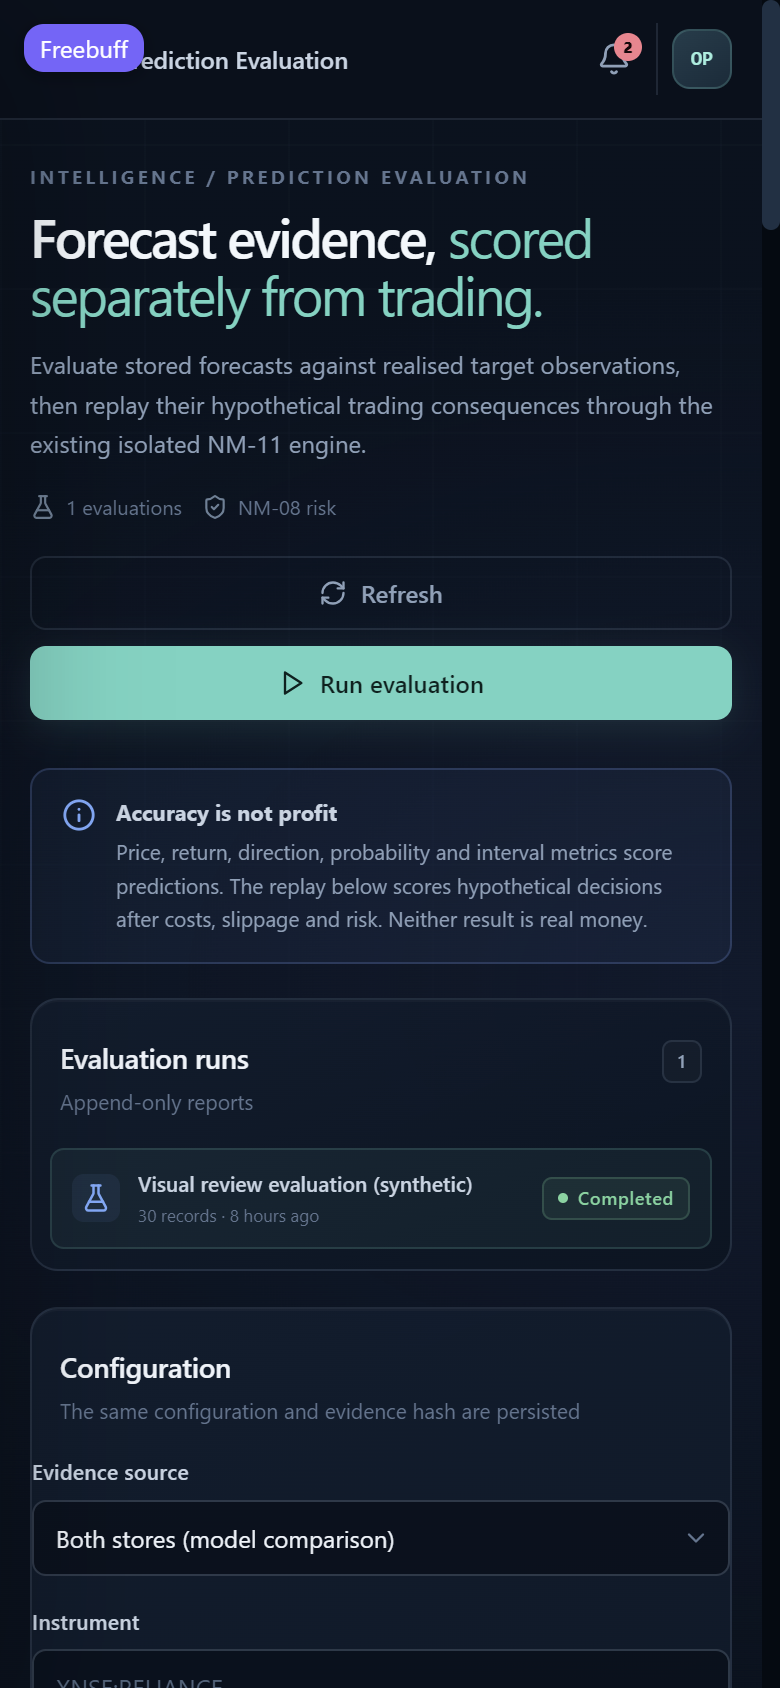 Freebuff
ediction Evaluation
2
OP
INTELLIGENCE / PREDICTION EVALUATION
Forecast evidence, scored
separately from trading.
Evaluate stored forecasts against realised target observations,
then replay their hypothetical trading consequences through the
existing isolated NM-11 engine.
1 evaluations NM-08 risk
Refresh
Run evaluation
Accuracy is not profit
Price, return, direction, probability and interval metrics score
predictions. The replay below scores hypothetical decisions
after costs, slippage and risk. Neither result is real money.
Evaluation runs
1
Append-only reports
Visual review evaluation (synthetic)
30 records · 8 hours ago
Completed
Configuration
The same configuration and evidence hash are persisted
Evidence source
Both stores (model comparison)
Instrument
XNSE:RELIANCE